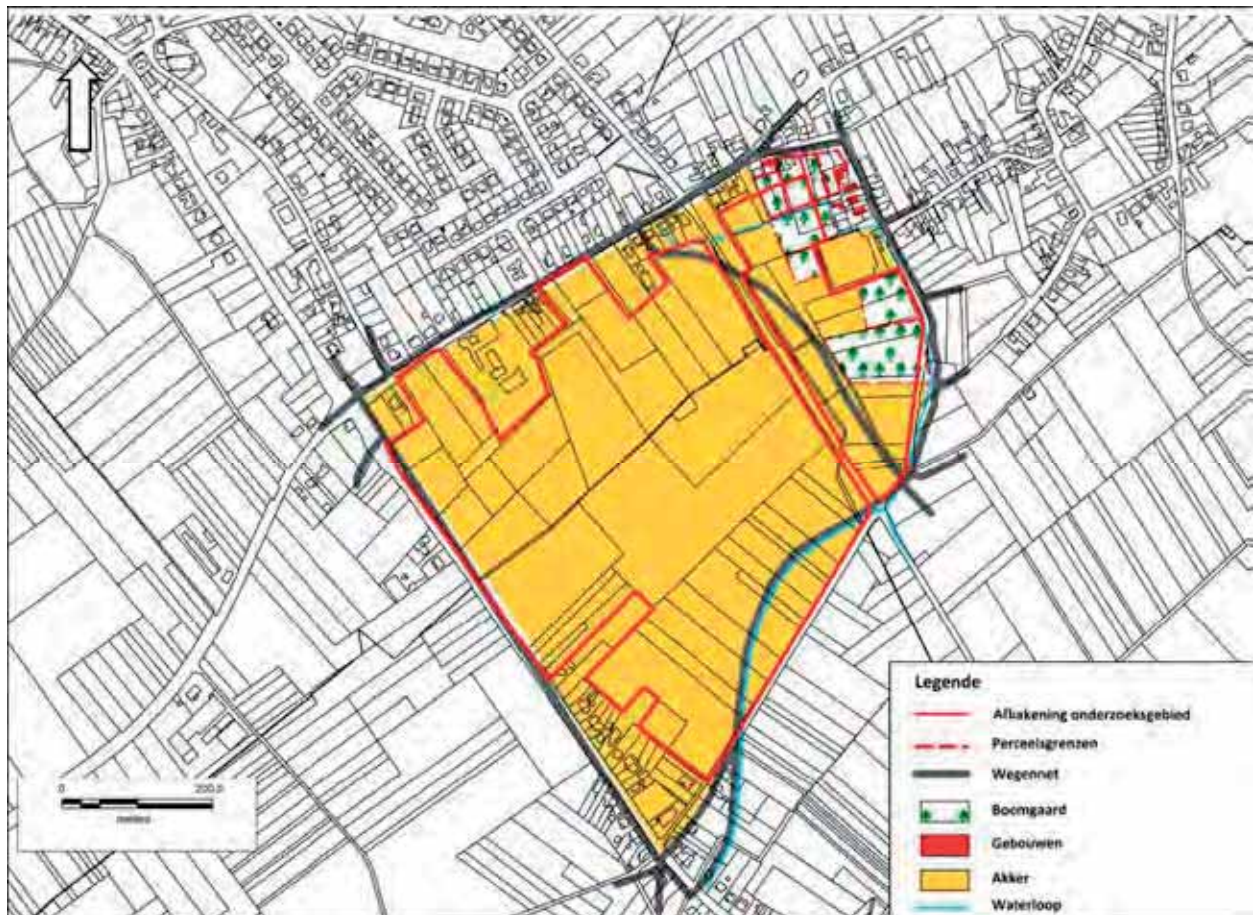 Legende
Afbakening onderzoeksgebied
Perceelsgrenzen
Wegennet
Boomgaard
Gebouwen
Akker
Waterloop
0 200.0
meters